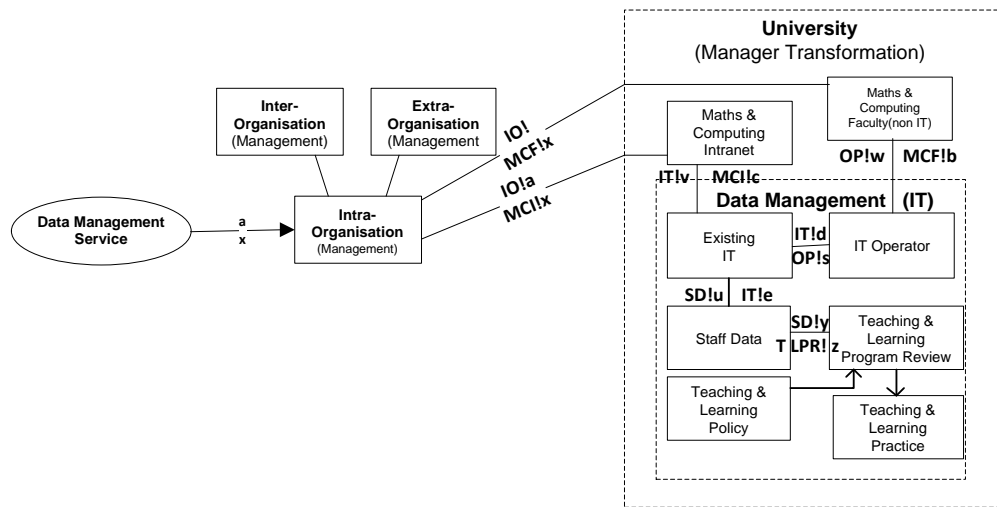 University
(Manager Transformation)
Inter-
Organisation
(Management)
Extra-
Organisation
(Management
IO!
MCF!x
IO!a
MCI!x
Maths &
Computing
Intranet
Maths &
Computing
Faculty(non IT)
OP!w MCF!b
IT!v MCI!c
Data Management (IT)
Data Management
Service
a
x
Intra-
Organisation
(Management)
Existing
IT
IT!d
OP!s
IT Operator
SD!u IT!e
Staff Data
SD!y
T LPR! z
Teaching &
Learning
Program Review
Teaching &
Learning
Policy
Teaching &
Learning
Practice